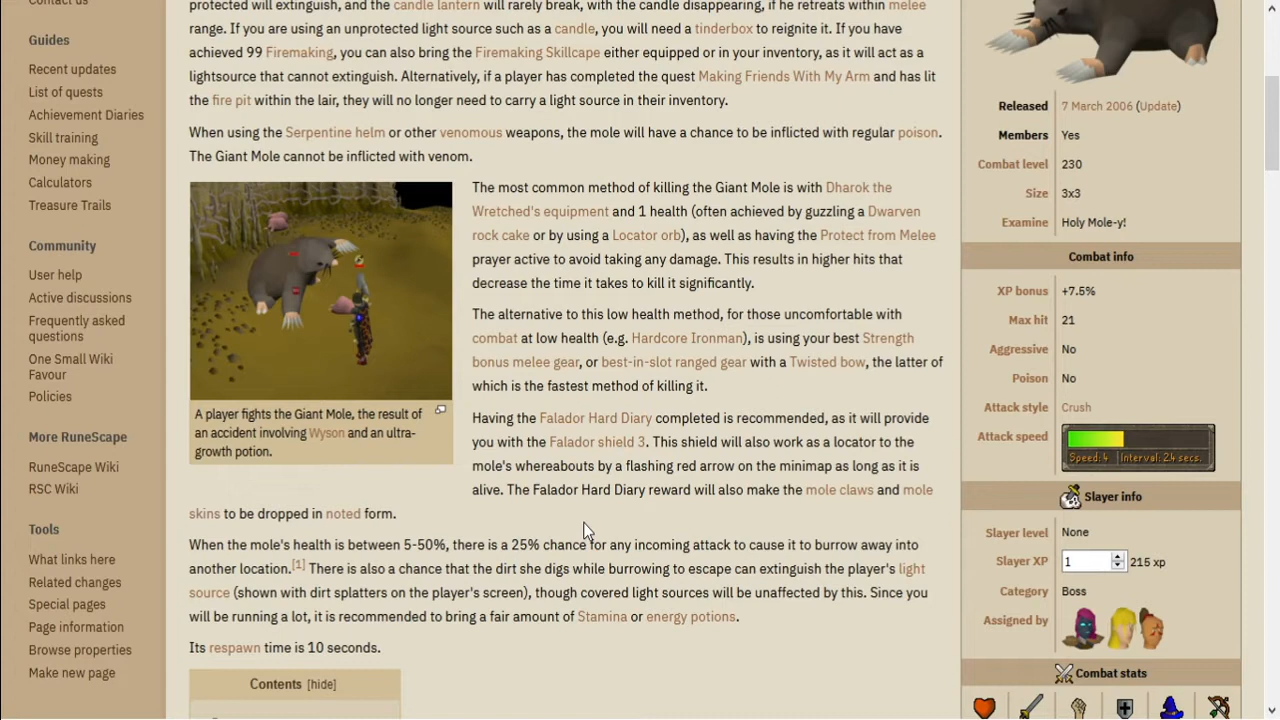 Contact us
Guides
Recent updates
List of quests
Achievement Diaries
Skill training
Money making
Calculators
Treasure Trails
Community
User help
Active discussions
Frequently asked
questions
One Small Wiki
Favour
Policies
More RuneScape
RuneScape Wiki
RSC Wiki
Tools
What links here
Related changes
Special pages
Page information
Browse properties
Make new page
protected will extinguish, and the candle lantern will rarely break, with the candle disappearing, if he retreats within melee
range. If you are using an unprotected light source such as a candle, you will need a tinderbox to reignite it. If you have
achieved 99 Firemaking, you can also bring the Firemaking Skillcape either equipped or in your inventory, as it will act as a
lightsource that cannot extinguish. Alternatively, if a player has completed the quest Making Friends With My Arm and has lit
the fire pit within the lair, they will no longer need to carry a light source in their inventory.
When using the Serpentine helm or other venomous weapons, the mole will have a chance to be inflicted with regular poison.
The Giant Mole cannot be inflicted with venom.
A player fights the Giant Mole, the result of
an accident involving Wyson and an ultra-
growth potion.
The most common method of killing the Giant Mole is with Dharok the
Wretched's equipment and 1 health (often achieved by guzzling a Dwarven
rock cake or by using a Locator orb), as well as having the Protect from Melee
prayer active to avoid taking any damage. This results in higher hits that
decrease the time it takes to kill it significantly.
The alternative to this low health method, for those uncomfortable with
combat at low health (e.g. Hardcore Ironman), is using your best Strength
bonus melee gear, or best-in-slot ranged gear with a Twisted bow, the latter of
which is the fastest method of killing it.
Having the Falador Hard Diary completed is recommended, as it will provide
you with the Falador shield 3. This shield will also work as a locator to the
mole's whereabouts by a flashing red arrow on the minimap as long as it is
alive. The Falador Hard Diary reward will also make the mole claws and mole
skins to be dropped in noted form.
When the mole's health is between 5-50%, there is a 25% chance for any incoming attack to cause it to burrow away into
another location.[1] There is also a chance that the dirt she digs while burrowing to escape can extinguish the player's light
source (shown with dirt splatters on the player's screen), though covered light sources will be unaffected by this. Since you
will be running a lot, it is recommended to bring a fair amount of Stamina or energy potions.
Its respawn time is 10 seconds.
Contents [hide]
Released 7 March 2006 (Update)
Members Yes
Combat level 230
Size 3x3
Examine Holy Mole-y!
Combat info
XP bonus +7.5%
Max hit 21
Aggressive No
Poison No
Attack style Crush
Attack speed Speed: 4 Interval: 2.4 secs.
Slayer info
Slayer level None
Slayer XP 1 215 xp
Category Boss
Assigned by
Combat stats